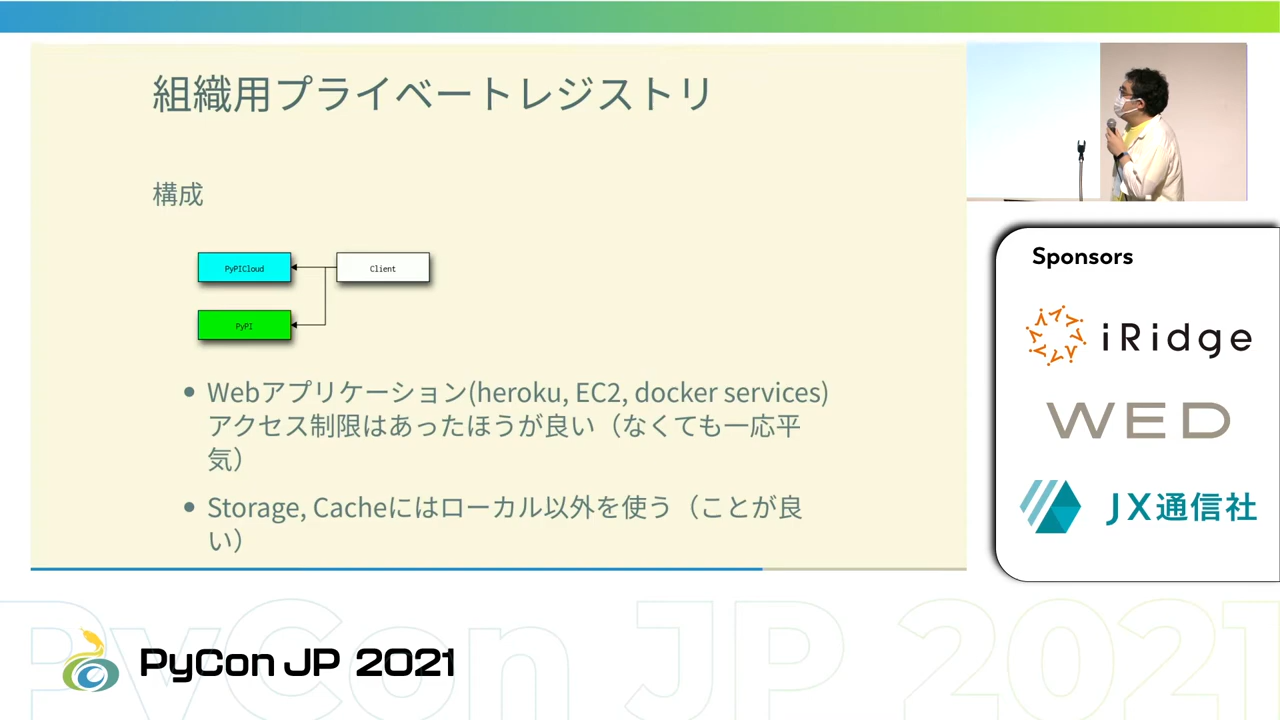 組織用プライベートレジストリ
構成
PyPICloud
Client
PyPI
Webアプリケーション(heroku, EC2, docker services)
アクセス制限はあったほうが良い（なくても一応平
気）
Storage, Cacheにはローカル以外を使う（ことが良
い）
Sponsors
iRidge
WED
JX通信社
PyCon JP 2021
PyCon JP 2021